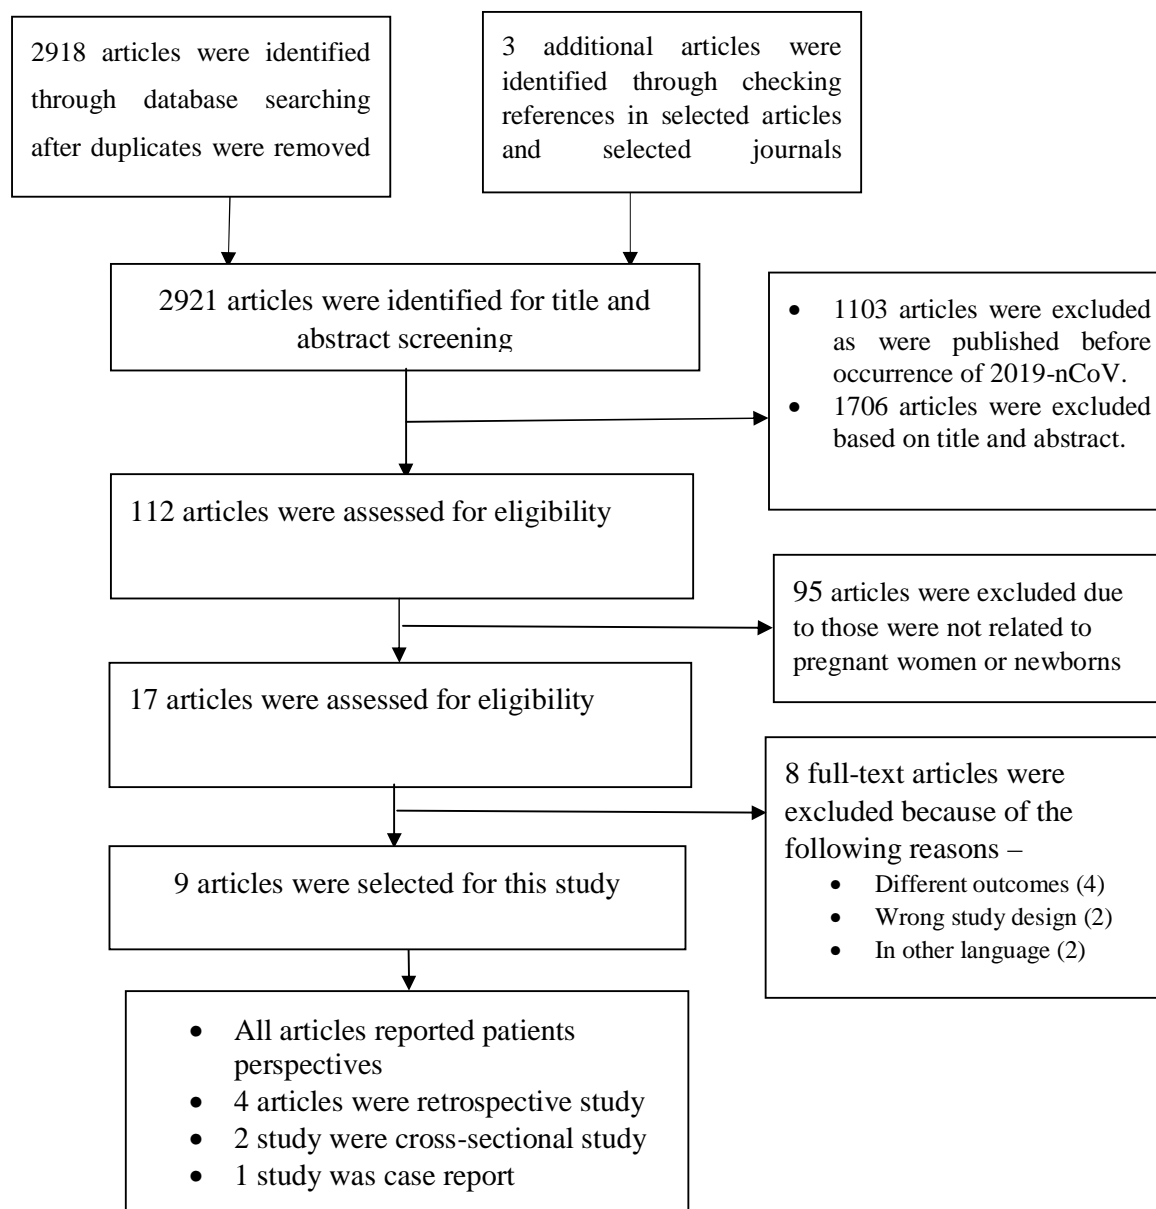 2918 articles were identified
through database searching
after duplicates were removed
3 additional articles were
identified through checking
references in selected articles
and selected journals
2921 articles were identified for title and
abstract screening
• 1103 articles were excluded
as were published before
occurrence of 2019-nCoV.
• 1706 articles were excluded
based on title and abstract.
112 articles were assessed for eligibility
95 articles were excluded due
to those were not related to
pregnant women or newborns
17 articles were assessed for eligibility
8 full-text articles were
excluded because of the
following reasons –
• Different outcomes (4)
• Wrong study design (2)
• In other language (2)
9 articles were selected for this study
• All articles reported patients
perspectives
• 4 articles were retrospective study
• 2 study were cross-sectional study
• 1 study was case report